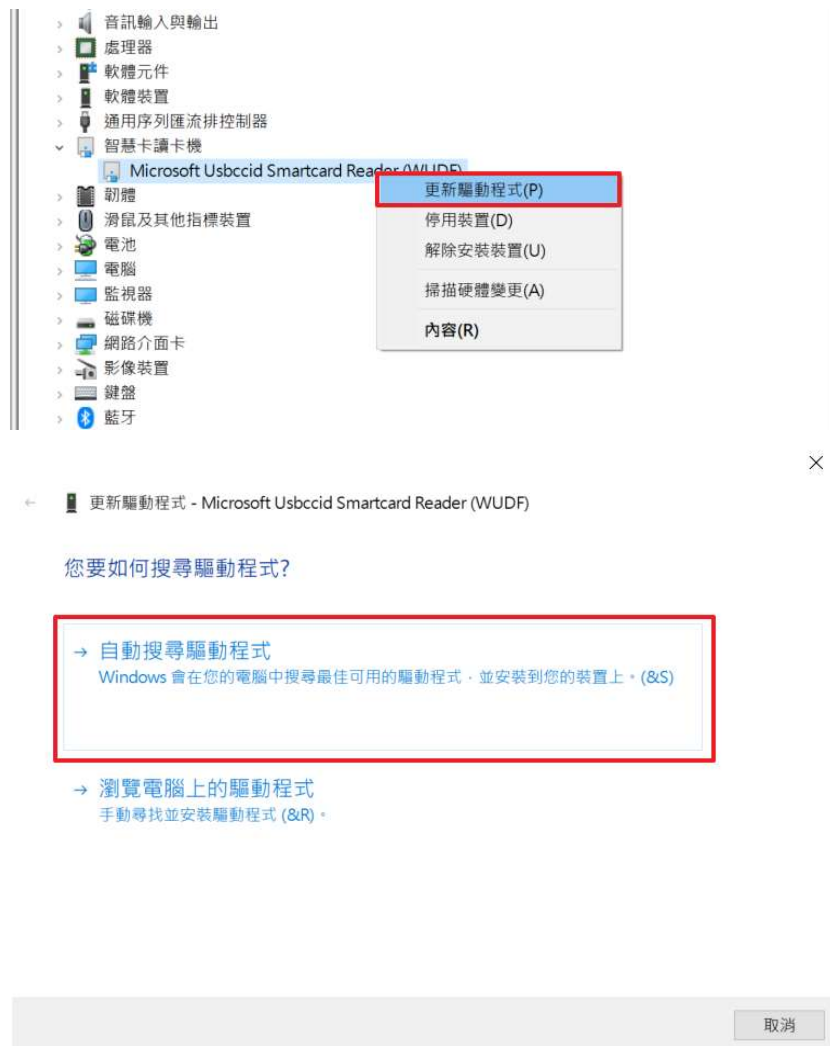 音訊輸入與輸出
處理器
軟體元件
軟體裝置
通用序列匯流排控制器
智慧卡讀卡機
Microsoft Usbccid Smartcard Reader (WUDF)
更新驅動程式(P)
韌體
滑鼠及其他指標裝置
停用裝置(D)
電池
解除安裝裝置(U)
電腦
監視器
掃描硬體變更(A)
磁碟機
網路介面卡
內容(R)
影像裝置
鍵盤
藍牙
更新驅動程式 - Microsoft Usbccid Smartcard Reader (WUDF)
您要如何搜尋驅動程式?
→ 自動搜尋驅動程式
Windows 會在您的電腦中搜尋最佳可用的驅動程式，並安裝到您的裝置上。(&S)
→ 瀏覽電腦上的驅動程式
手動尋找並安裝驅動程式 (&R)。
取消